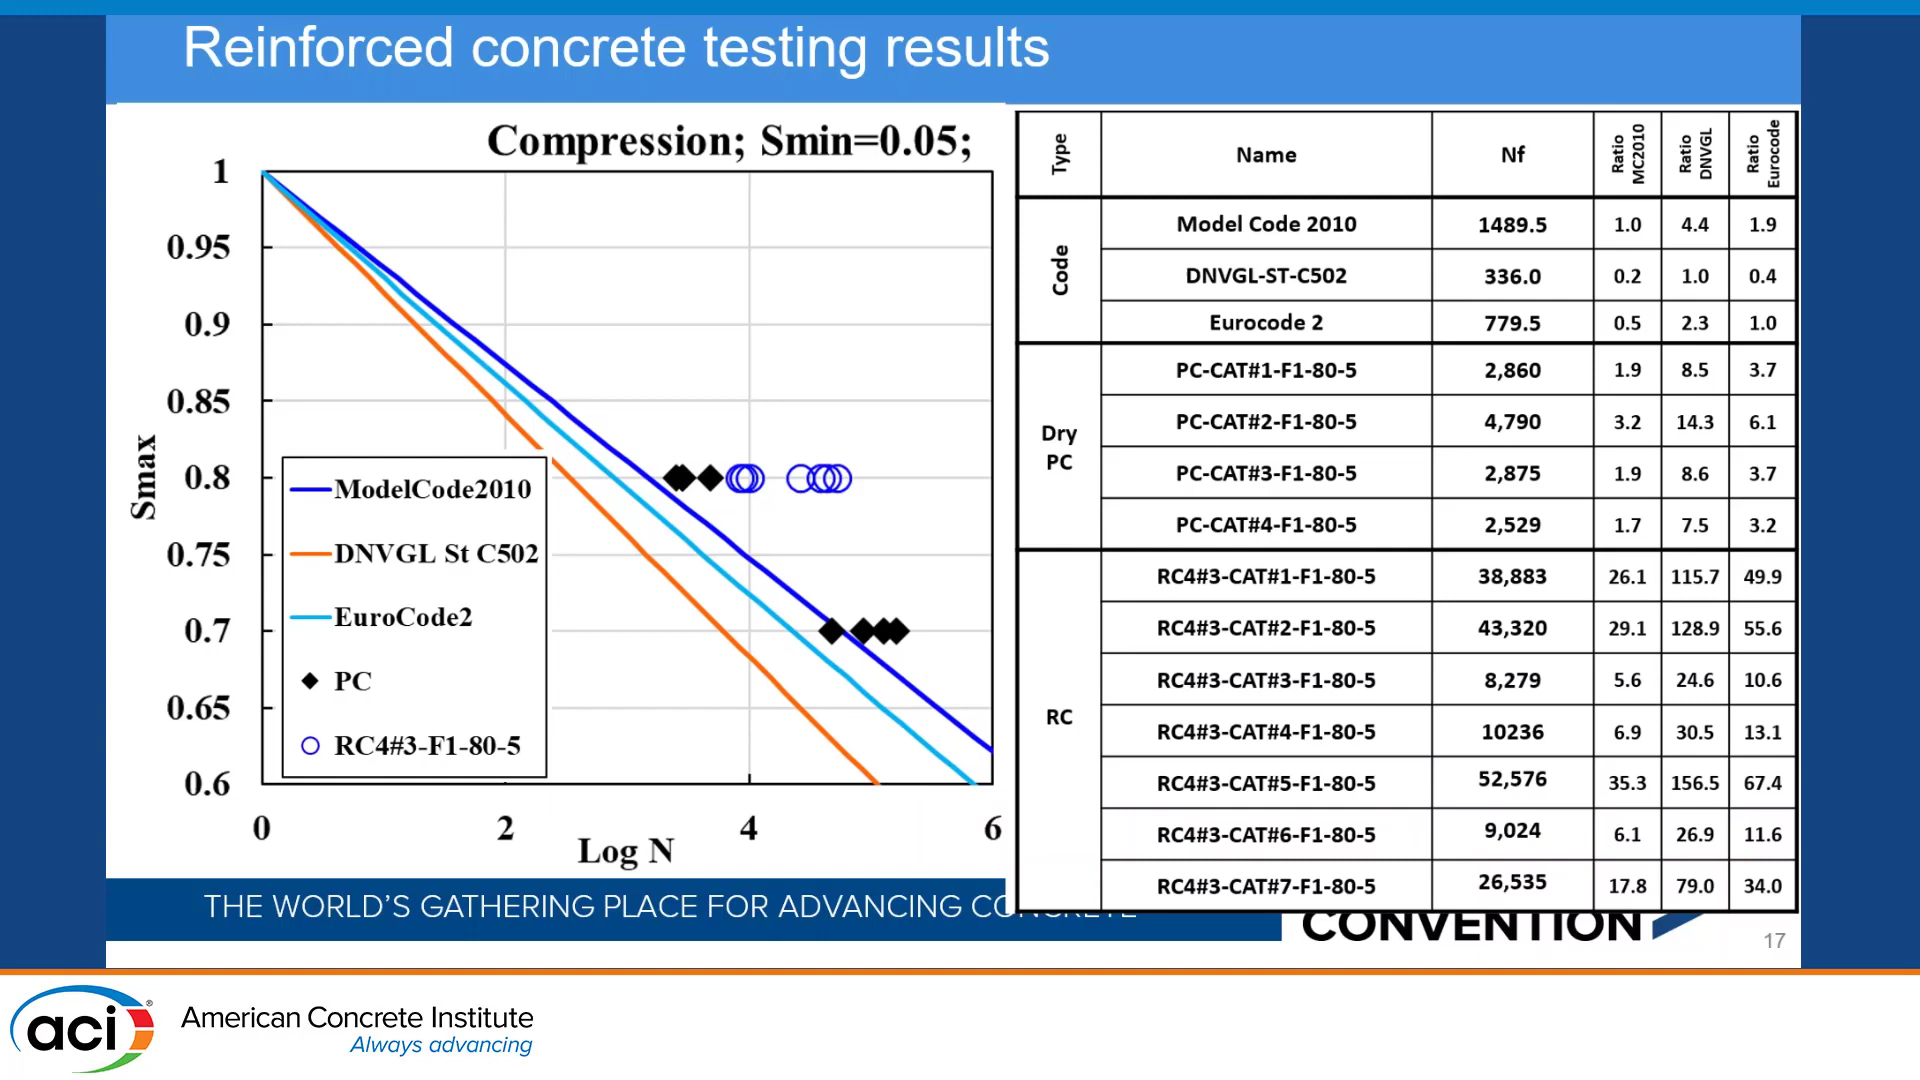 Reinforced concrete testing results
Compression; Smin=0.05;
1
0.95
0.9
0.85
0.8
0.75
0.7
0.65
0.6
Smax
0
2
4
6
Log N
ModelCode2010
DNVGL St C502
EuroCode2
PC
RC4#3-F1-80-5
Type Name Nf Ratio MC2010 Ratio DNVGL Ratio Eurocode
Code
Model Code 2010 1489.5 1.0 4.4 1.9
DNVGL-ST-C502 336.0 0.2 1.0 0.4
Eurocode 2 779.5 0.5 2.3 1.0
Dry PC
PC-CAT#1-F1-80-5 2,860 1.9 8.5 3.7
PC-CAT#2-F1-80-5 4,790 3.2 14.3 6.1
PC-CAT#3-F1-80-5 2,875 1.9 8.6 3.7
PC-CAT#4-F1-80-5 2,529 1.7 7.5 3.2
RC
RC4#3-CAT#1-F1-80-5 38,883 26.1 115.7 49.9
RC4#3-CAT#2-F1-80-5 43,320 29.1 128.9 55.6
RC4#3-CAT#3-F1-80-5 8,279 5.6 24.6 10.6
RC4#3-CAT#4-F1-80-5 10236 6.9 30.5 13.1
RC4#3-CAT#5-F1-80-5 52,576 35.3 156.5 67.4
RC4#3-CAT#6-F1-80-5 9,024 6.1 26.9 11.6
RC4#3-CAT#7-F1-80-5 26,535 17.8 79.0 34.0
THE WORLD'S GATHERING PLACE FOR ADVANCING CONCRETE
CONVENTION
17
aci®
American Concrete Institute
Always advancing